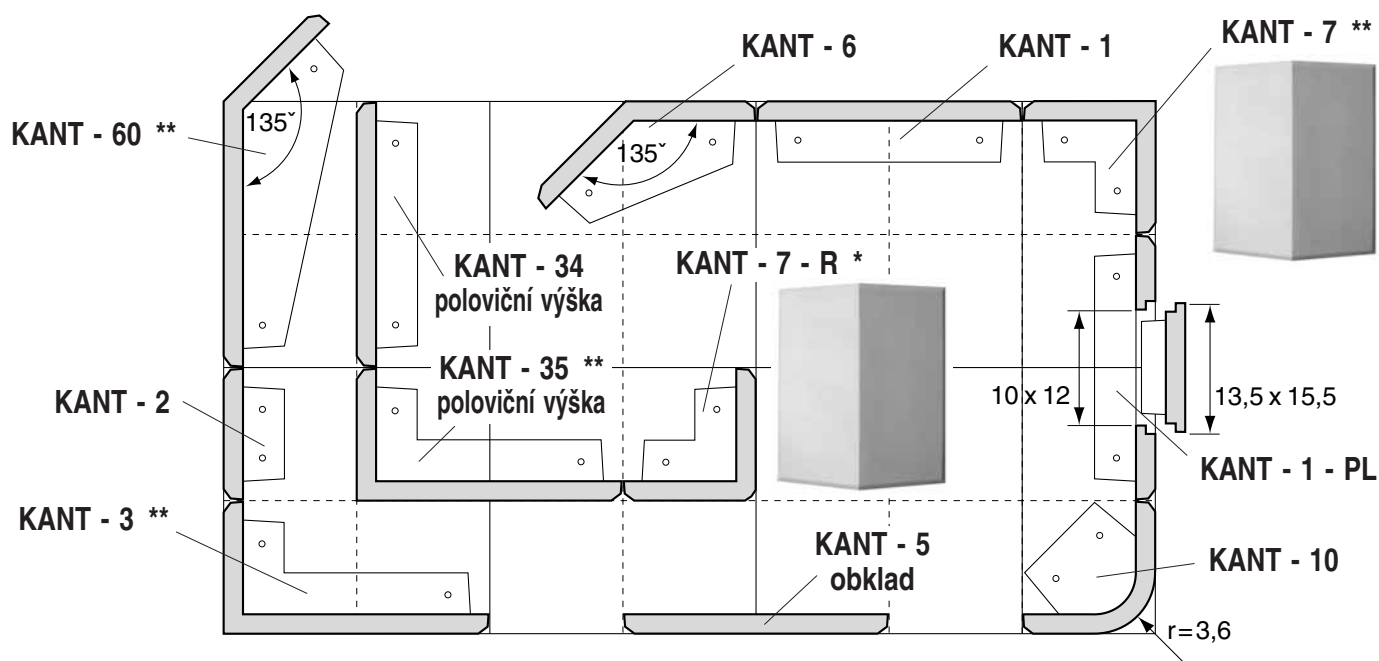 KANT - 6
KANT - 1
KANT - 7 **
KANT - 60 **
135ˇ
135ˇ
KANT - 34
poloviční výška
KANT - 7 - R *
KANT - 35 **
poloviční výška
10 x 12
13,5 x 15,5
KANT - 2
KANT - 1 - PL
KANT - 3 **
KANT - 5
obklad
KANT - 10
r=3,6